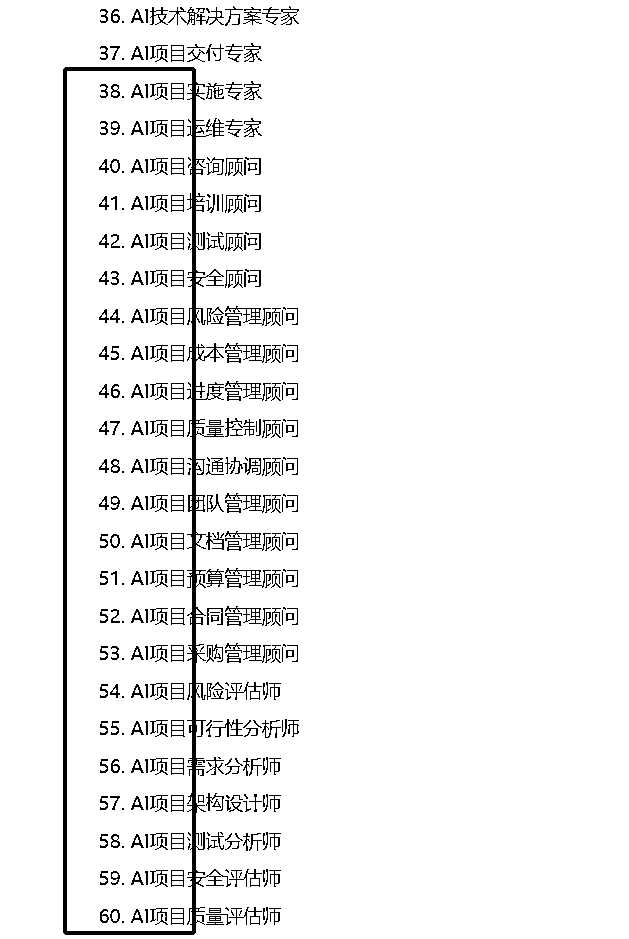 36. AI技术解决方案专家
37. AI项目交付专家
38. AI项目实施专家
39. AI项目运维专家
40. AI项目咨询顾问
41. AI项目培训顾问
42. AI项目测试顾问
43. AI项目安全顾问
44. AI项目风险管理顾问
45. AI项目成本管理顾问
46. AI项目进度管理顾问
47. AI项目质量控制顾问
48. AI项目沟通协调顾问
49. AI项目团队管理顾问
50. AI项目文档管理顾问
51. AI项目预算管理顾问
52. AI项目合同管理顾问
53. AI项目采购管理顾问
54. AI项目风险评估师
55. AI项目可行性分析师
56. AI项目需求分析师
57. AI项目架构设计师
58. AI项目测试分析师
59. AI项目安全评估师
60. AI项目质量评估师